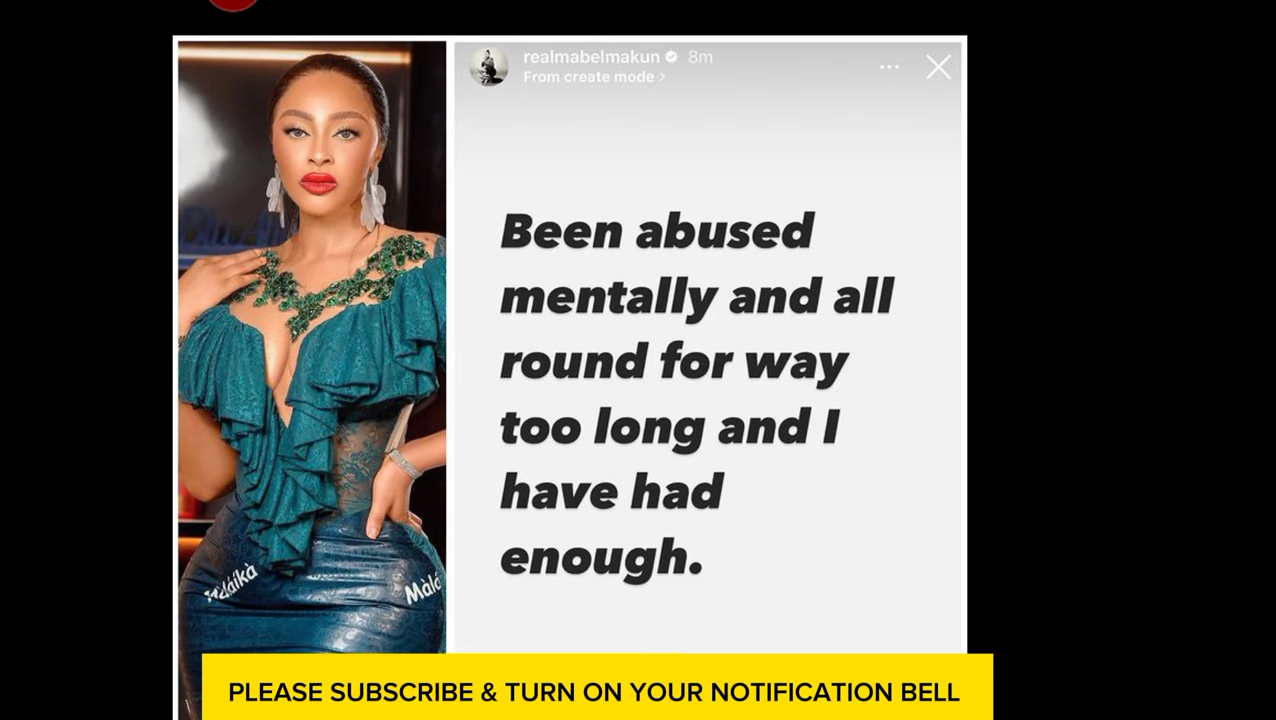 realmabelmakun 8m
From create mode >
Been abused
mentally and all
round for way
too long and I
have had
enough.
Màláikà
PLEASE SUBSCRIBE & TURN ON YOUR NOTIFICATION BELL